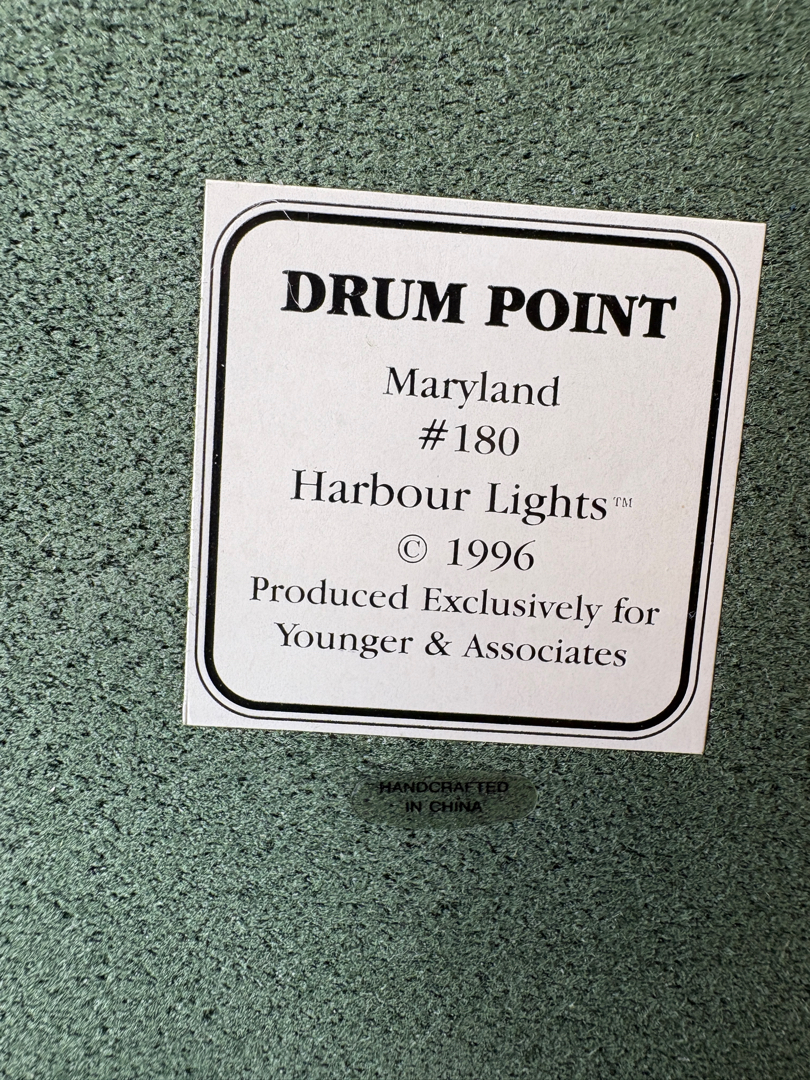 DRUM POINT
Maryland
#180
Harbour Lights™
© 1996
Produced Exclusively for
Younger & Associates
HANDCRAFTED
IN CHINA